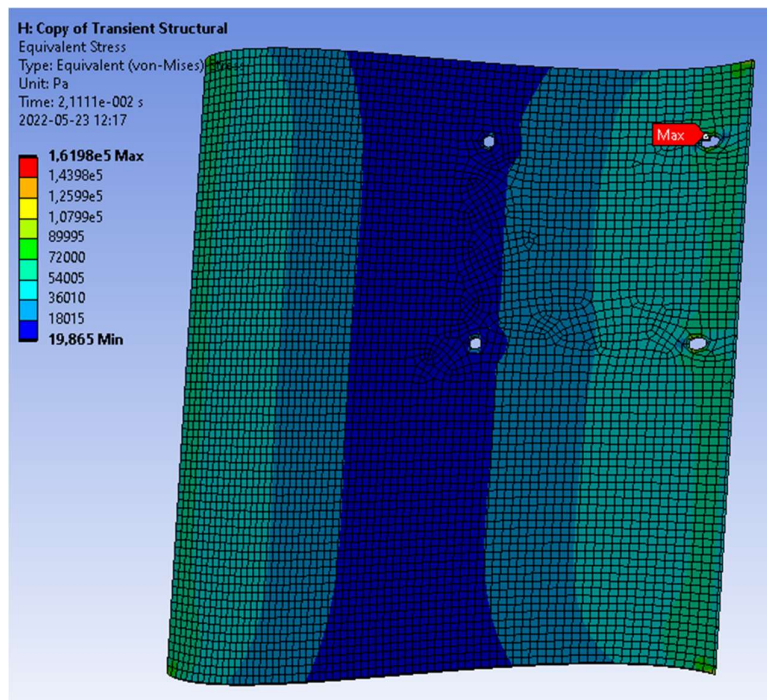 H: Copy of Transient Structural
Equivalent Stress
Type: Equivalent (von-Mises) Stress
Unit: Pa
Time: 2,1111e-002 s
2022-05-23 12:17
1,6198e5 Max
1,4398e5
1,2599e5
1,0799e5
89995
72000
54005
36010
18015
19,865 Min
Max